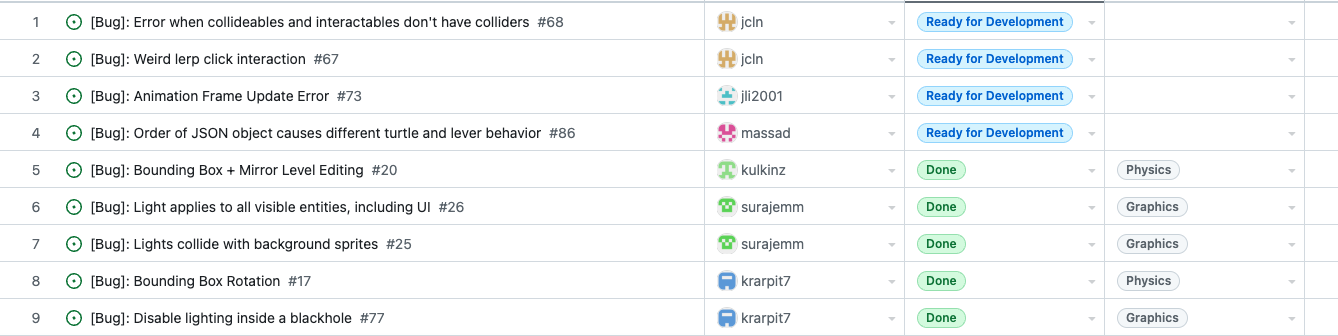 1 [Bug]: Error when collideables and interactables don't have colliders #68 jcln Ready for Development
2 [Bug]: Weird lerp click interaction #67 jcln Ready for Development
3 [Bug]: Animation Frame Update Error #73 jli2001 Ready for Development
4 [Bug]: Order of JSON object causes different turtle and lever behavior #86 massad Ready for Development
5 [Bug]: Bounding Box + Mirror Level Editing #20 kulkinz Done Physics
6 [Bug]: Light applies to all visible entities, including UI #26 surajemm Done Graphics
7 [Bug]: Lights collide with background sprites #25 surajemm Done Graphics
8 [Bug]: Bounding Box Rotation #17 krarpit7 Done Physics
9 [Bug]: Disable lighting inside a blackhole #77 krarpit7 Done Graphics